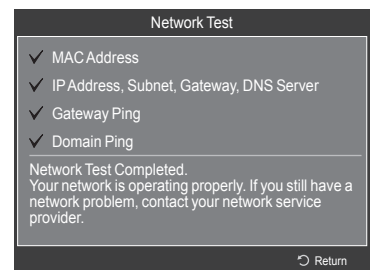 Network Test
MAC Address
IP Address, Subnet, Gateway, DNS Server
Gateway Ping
Domain Ping
Network Test Completed.
Your network is operating properly. If you still have a
network problem, contact your network service
provider.
Return